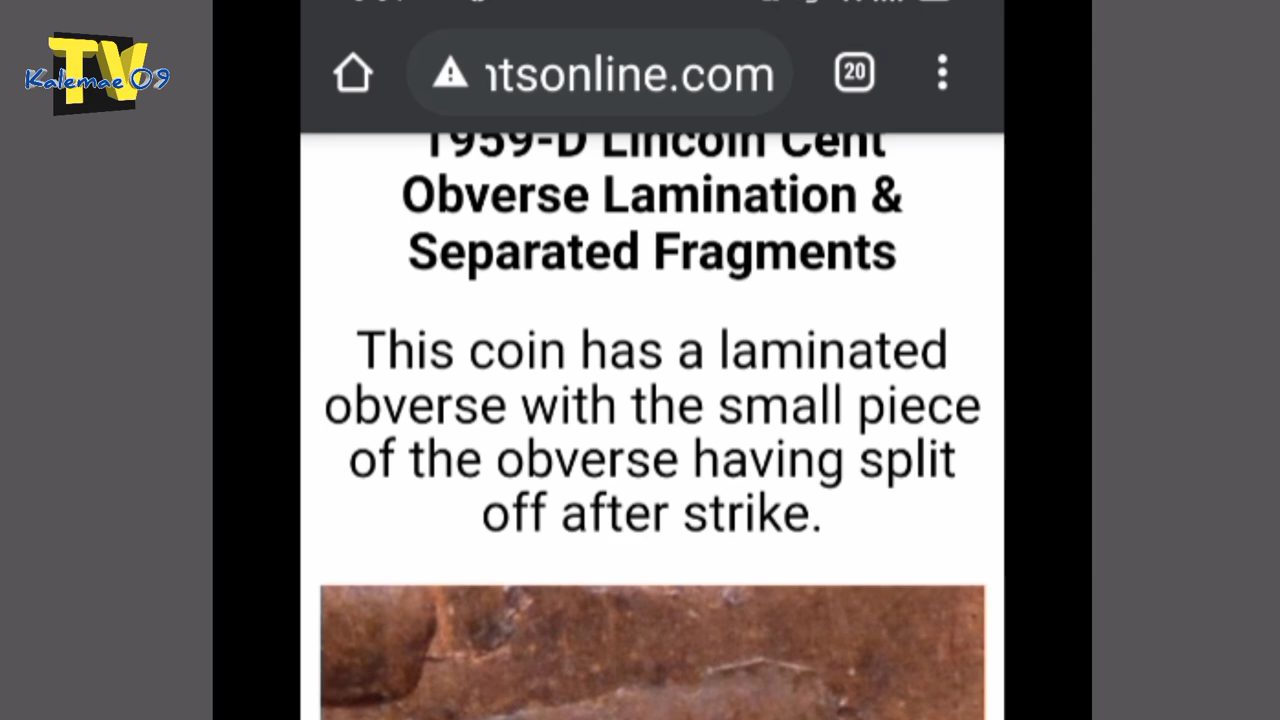 TV
Kalemae 09
ntsonline.com
20
1959-D Lincoln Cent
Obverse Lamination &
Separated Fragments
This coin has a laminated
obverse with the small piece
of the obverse having split
off after strike.